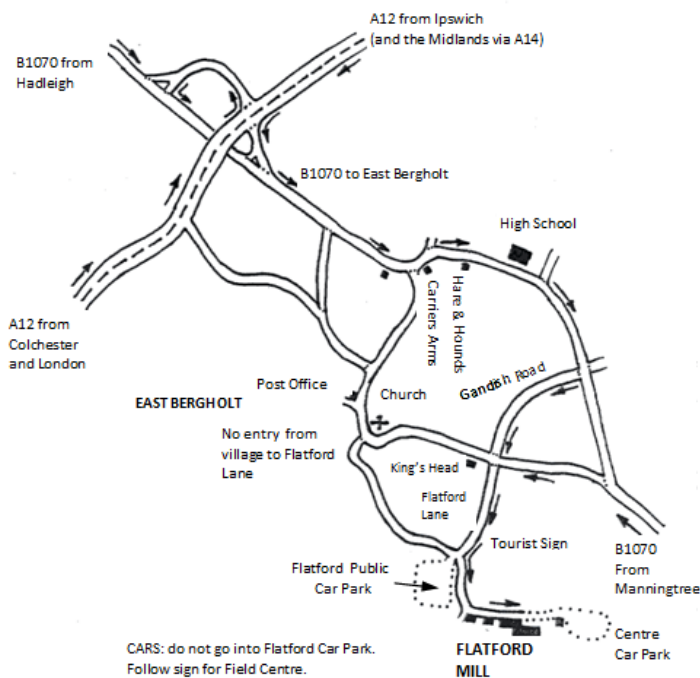 A12 from Ipswich
(and the Midlands via A14)
B1070 from
Hadleigh
B1070 to East Bergholt
High School
Hare & Hounds
Carriers Arms
A12 from
Colchester
and London
Gandish Road
Post Office
Church
EAST BERGHOLT
No entry from
village to Flatford
Lane
King's Head
Flatford
Lane
Tourist Sign
B1070
From
Manningtree
Flatford Public
Car Park
Centre
Car Park
FLATFORD
MILL
CARS: do not go into Flatford Car Park.
Follow sign for Field Centre.